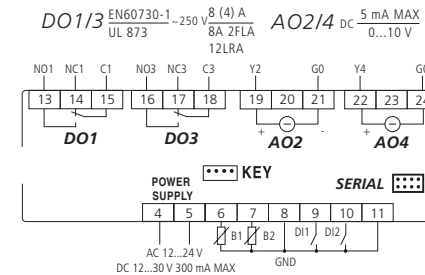 DO1/3 EN60730-1 ~250 V 8 (4) A AO2/4 DC 5 mA MAX
UL 873 8A 2FLA 0...10 V
12LRA
NO1 NC1 C1 NO3 NC3 C3 Y2 G0 Y4 G0
13 14 15 16 17 18 19 20 21 22 23 24
+ - +
DO1 DO3 AO2 AO4
KEY
POWER SUPPLY SERIAL
4 5 6 7 8 9 10 11
B1 B2 DI1 DI2
AC 12...24 V GND
DC 12...30 V 300 mA MAX